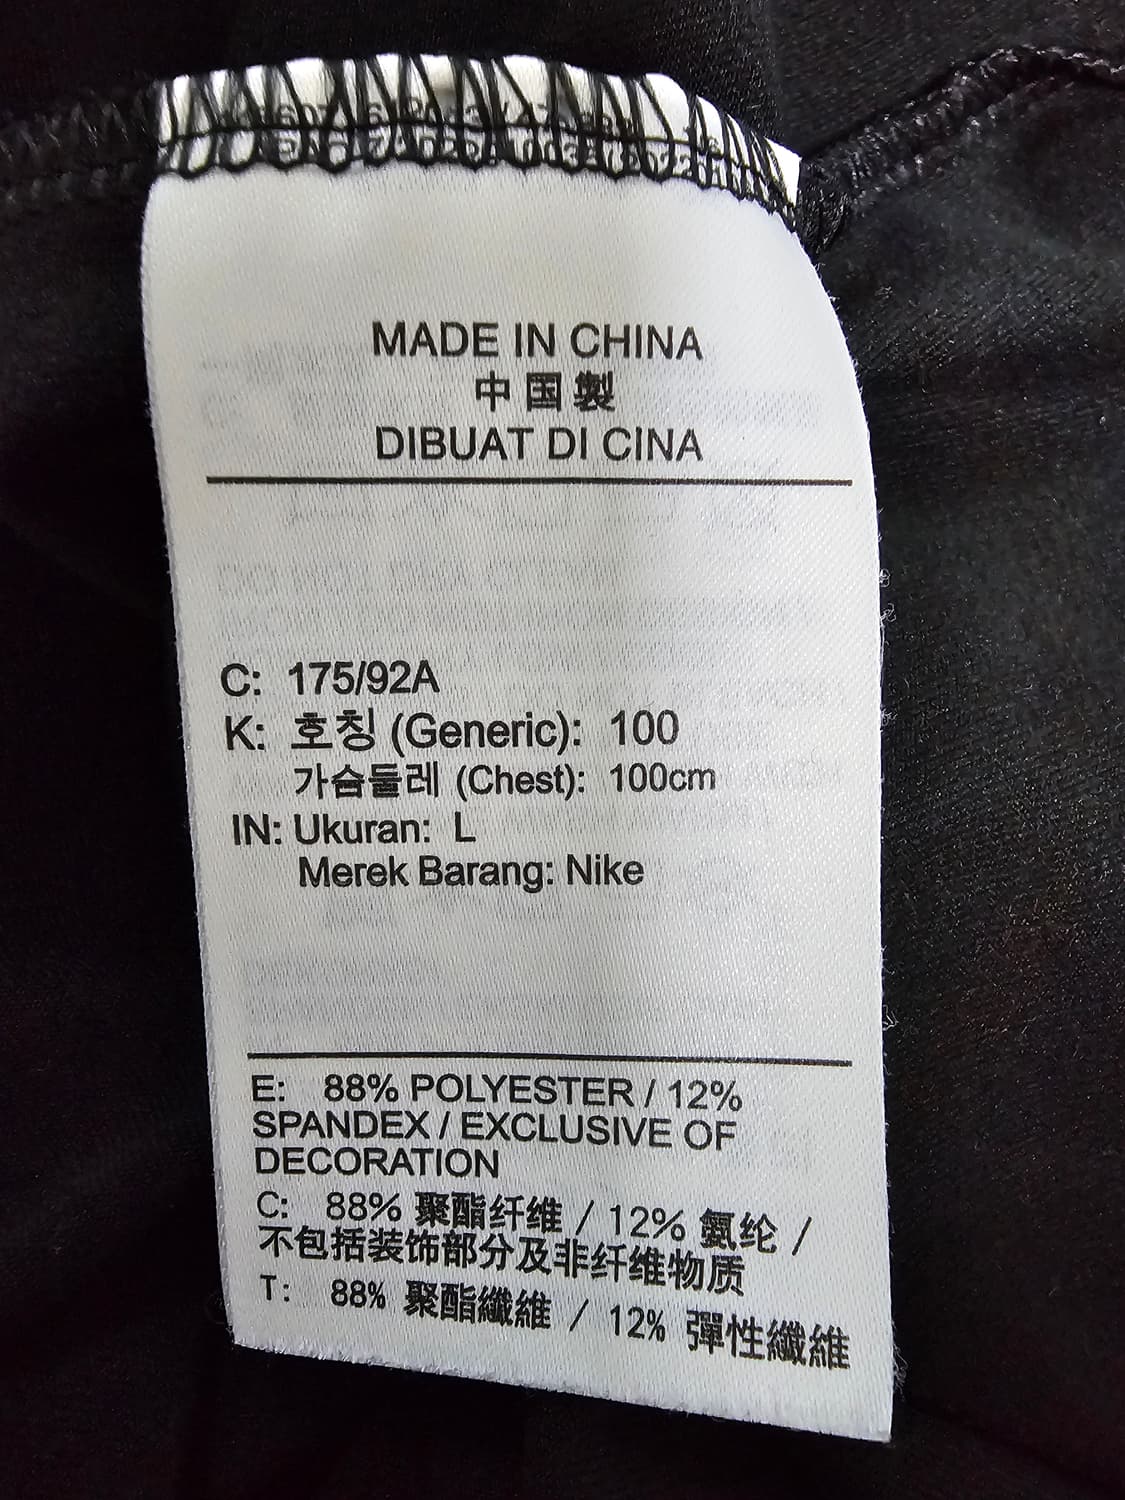 MADE IN CHINA
中国製
DIBUAT DI CINA
C: 175/92A
K: 호칭 (Generic): 100
가슴둘레 (Chest): 100cm
IN: Ukuran: L
Merek Barang: Nike
E: 88% POLYESTER / 12%
SPANDEX / EXCLUSIVE OF
DECORATION
C: 88% 聚酯纤维 / 12% 氨纶 /
不包括装饰部分及非纤维物质
T: 88% 聚酯纖維 / 12% 彈性纖維